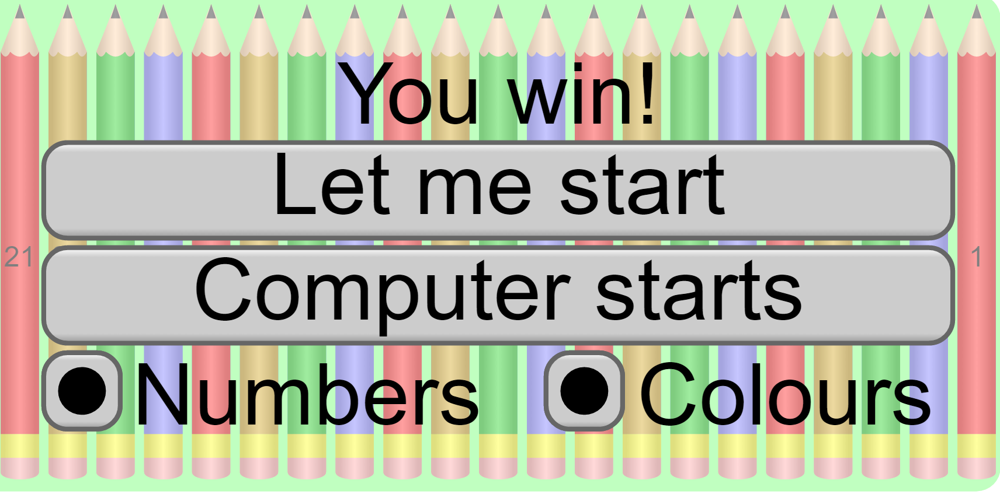 You win!
Let me start
21
1
Computer starts
Numbers
Colours